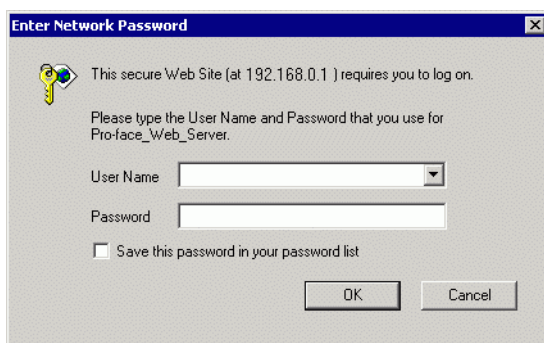 Enter Network Password
This secure Web Site (at 192.168.0.1 ) requires you to log on.
Please type the User Name and Password that you use for
Pro-face_Web_Server.
User Name
Password
Save this password in your password list
OK Cancel